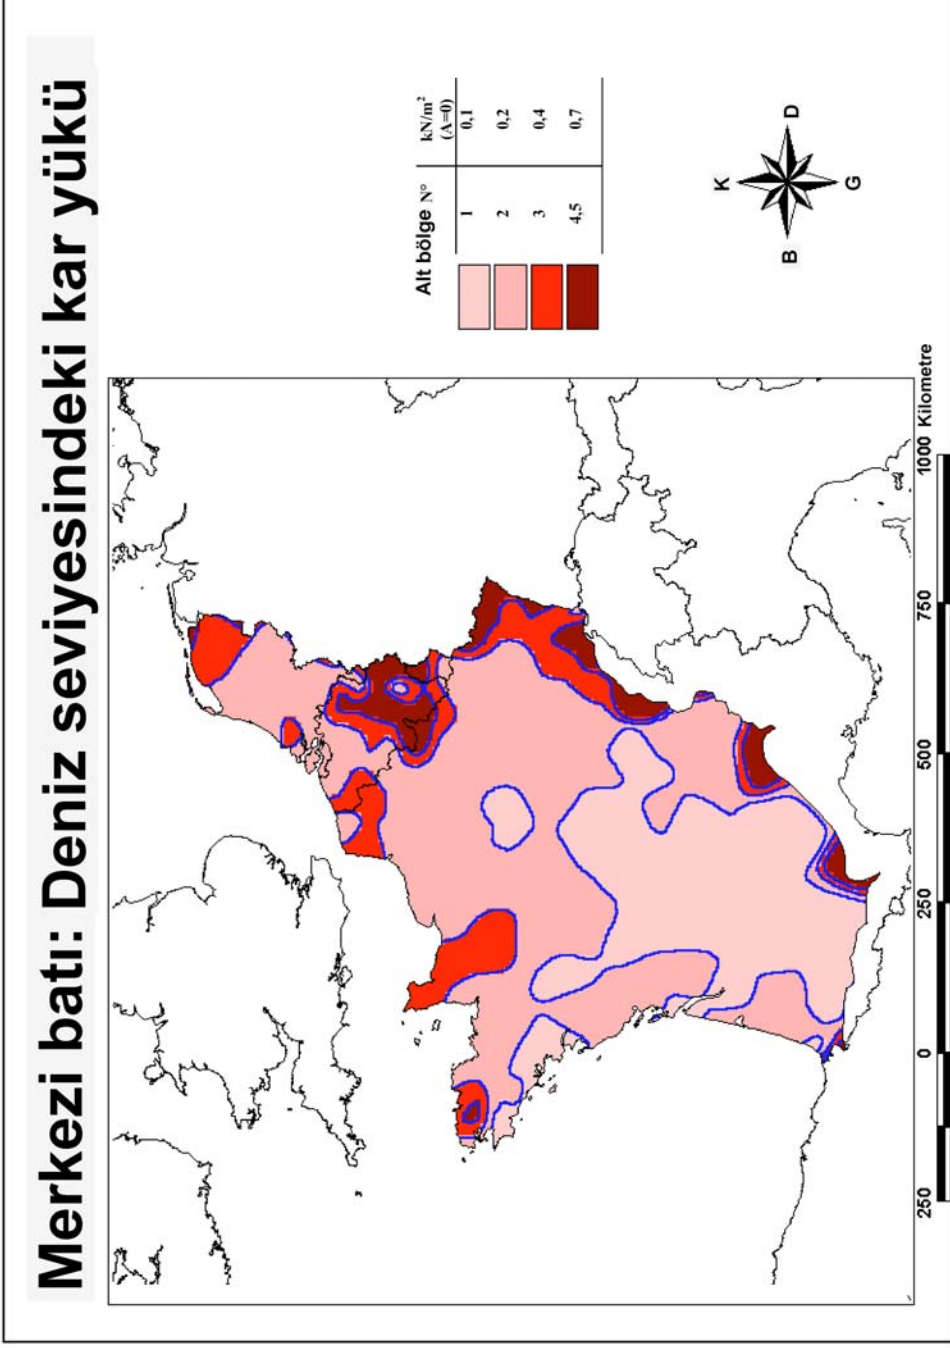 Merkezi batı: Deniz seviyesindeki kar yükü
Alt bölge N° kN/m²
(A=0)
1 0,1
2 0,2
3 0,4
4,5 0,7
K
B D
G
250 0 250 500 750 1000 Kilometre